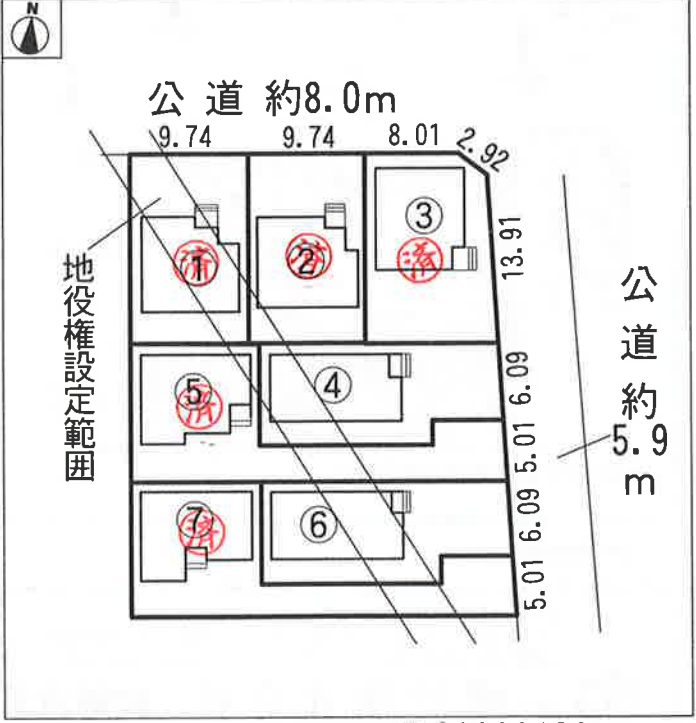 N
公道 約8.0m
9.74 9.74 8.01 2.92
① 済
② 済
③ 済
13.91
地役権設定範囲
公道 約5.9m
⑤ 済
④
6.09
5.01
⑦ 済
⑥
6.09
5.01